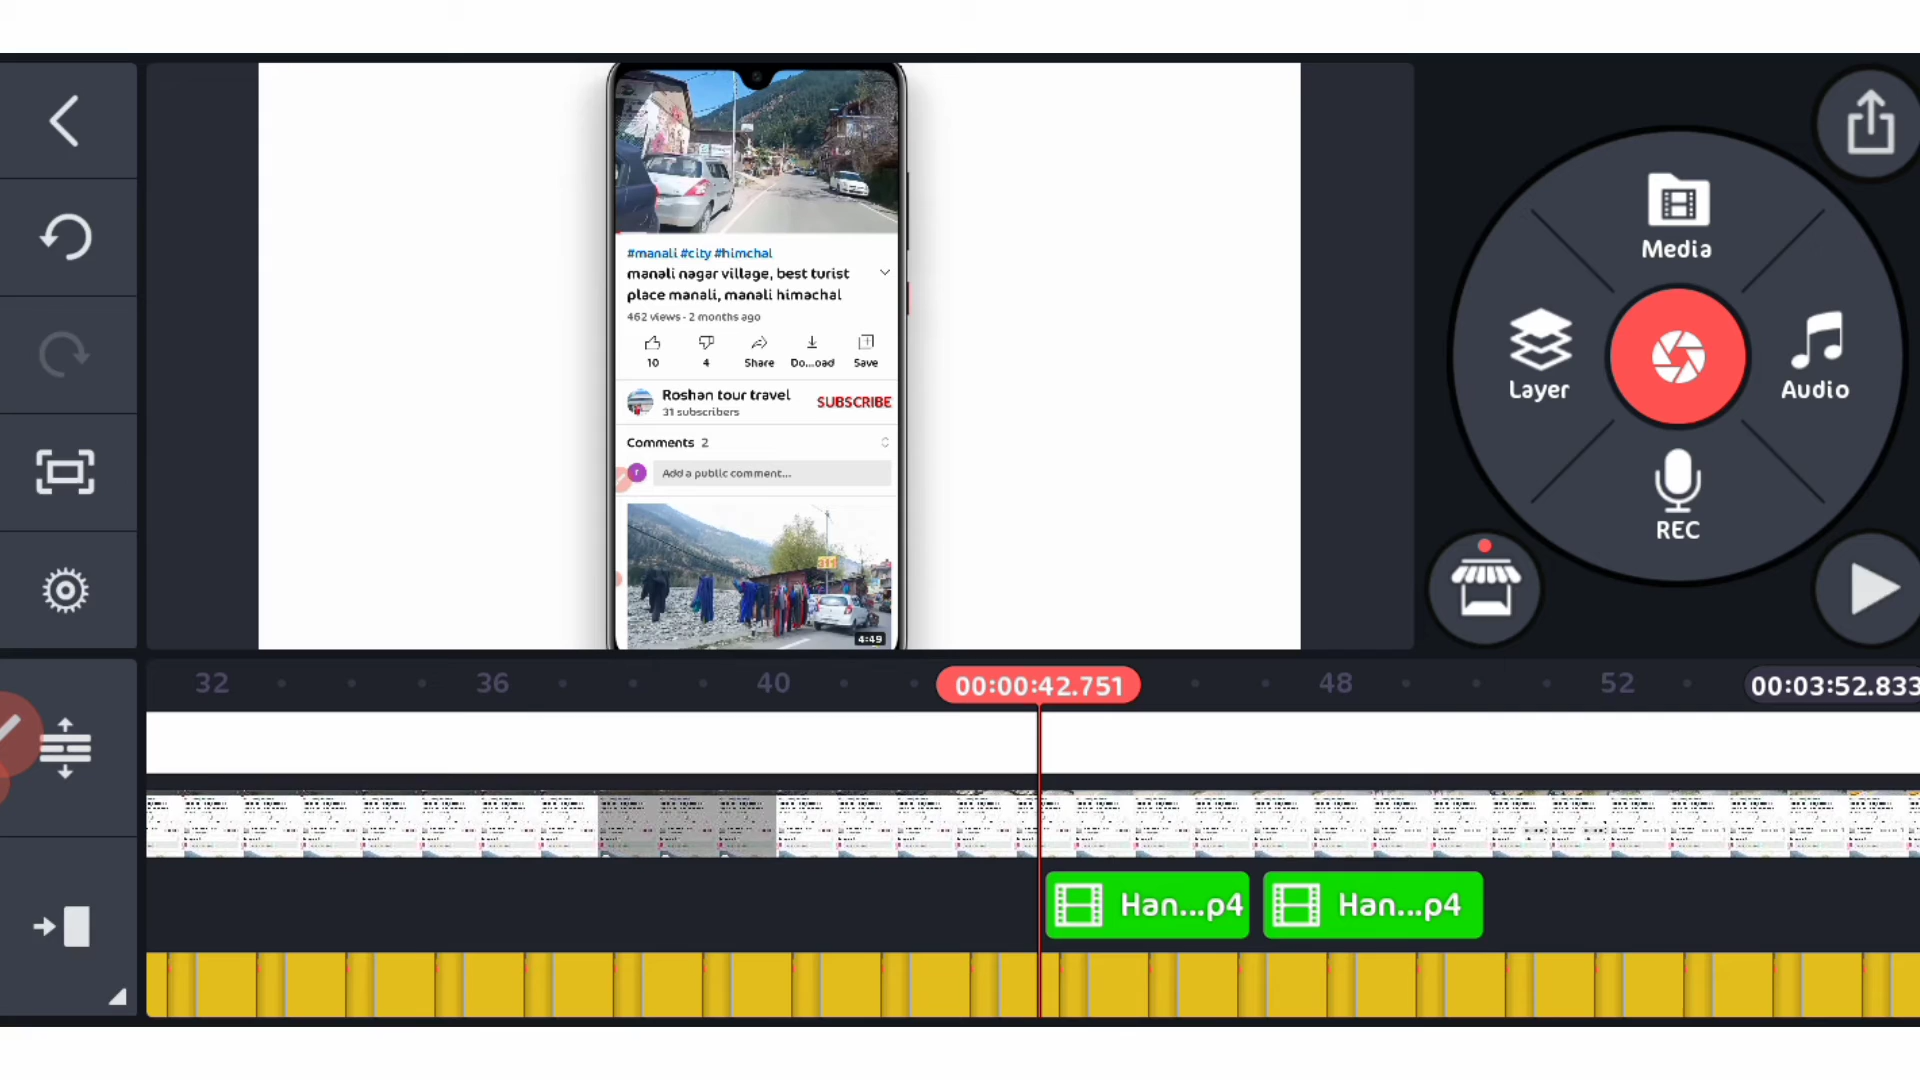 #manali #city #himchal
manali nagar village, best turist
place manali, manali himachal
462 views · 2 months ago
10
4
Share
Do...oad
Save
Roshan tour travel
31 subscribers
SUBSCRIBE
Comments 2
r
Add a public comment...
4:49
Media
Layer
Audio
REC
32
36
40
00:00:42.751
48
52
00:03:52.833
Han...p4
Han...p4